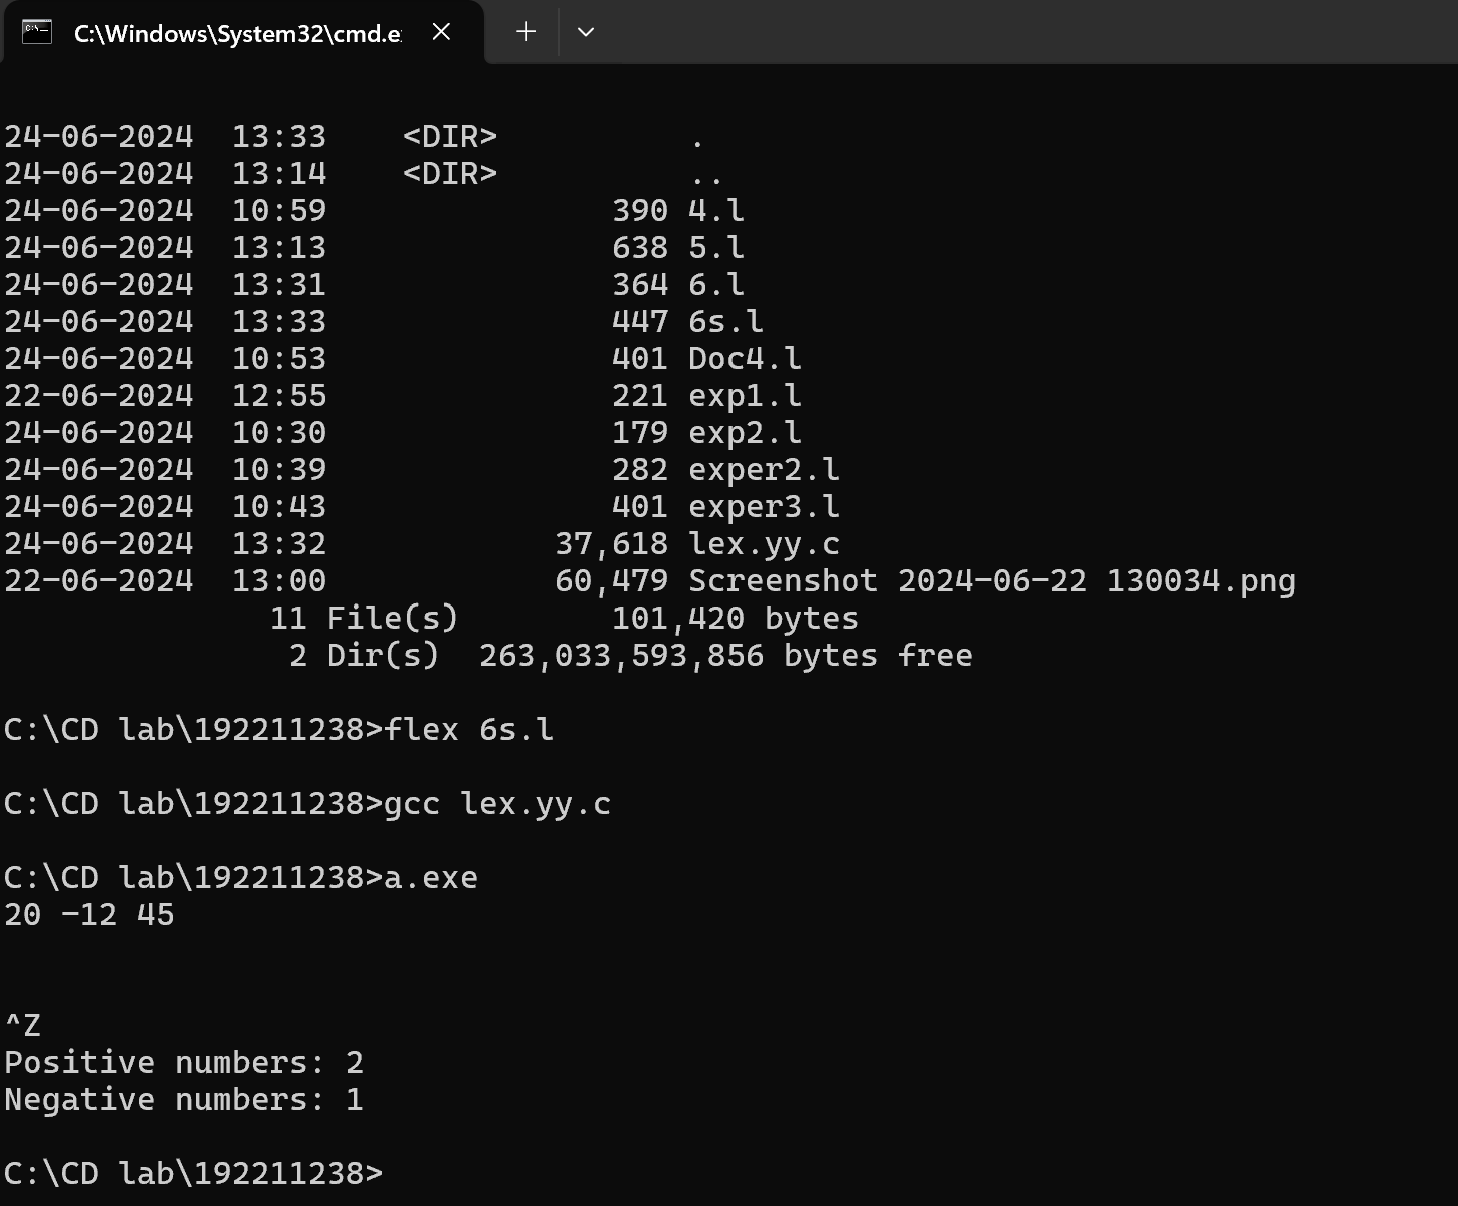 C:\Windows\System32\cmd.e
24-06-2024  13:33    <DIR>          .
24-06-2024  13:14    <DIR>          ..
24-06-2024  10:59               390 4.l
24-06-2024  13:13               638 5.l
24-06-2024  13:31               364 6.l
24-06-2024  13:33               447 6s.l
24-06-2024  10:53               401 Doc4.l
22-06-2024  12:55               221 exp1.l
24-06-2024  10:30               179 exp2.l
24-06-2024  10:39               282 exper2.l
24-06-2024  10:43               401 exper3.l
24-06-2024  13:32            37,618 lex.yy.c
22-06-2024  13:00            60,479 Screenshot 2024-06-22 130034.png
              11 File(s)        101,420 bytes
               2 Dir(s)  263,033,593,856 bytes free
C:\CD lab\192211238>flex 6s.l
C:\CD lab\192211238>gcc lex.yy.c
C:\CD lab\192211238>a.exe
20 -12 45
^Z
Positive numbers: 2
Negative numbers: 1
C:\CD lab\192211238>